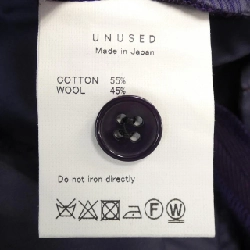 UNUSED
Made in Japan
COTTON 55%
WOOL 45%
Do not iron directly
F W